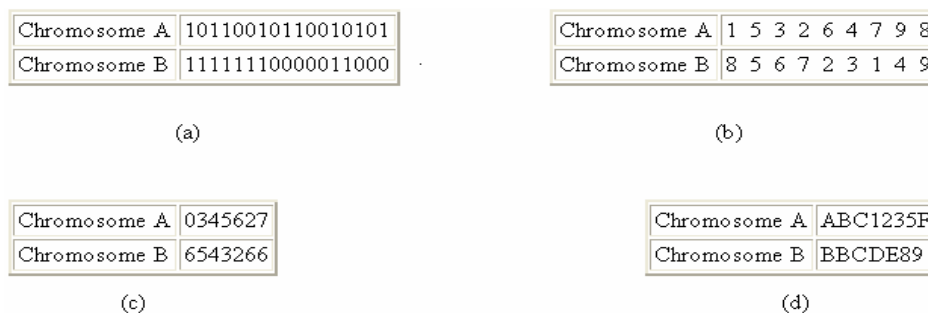 Chromosome A 10110010110010101
Chromosome B 11111110000011000
(a)
Chromosome A 1 5 3 2 6 4 7 9 8
Chromosome B 8 5 6 7 2 3 1 4 9
(b)
Chromosome A 0345627
Chromosome B 6543266
(c)
Chromosome A ABC1235F
Chromosome B BBCDE89
(d)